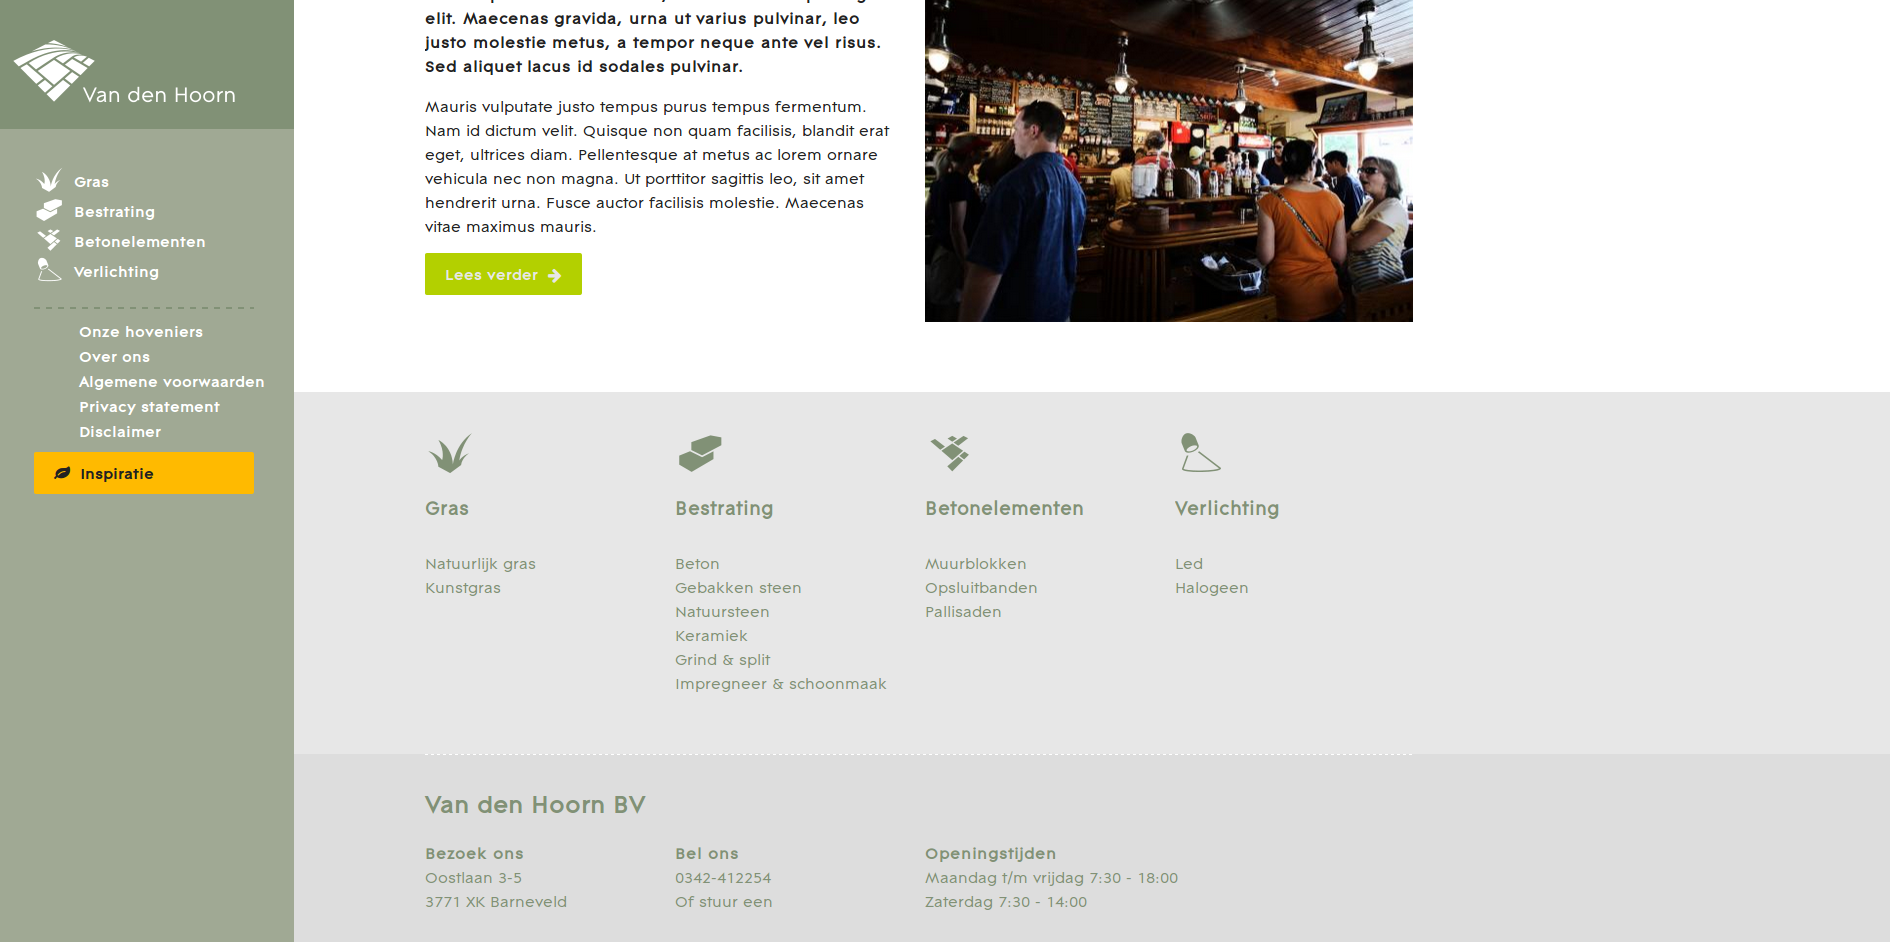 Van den Hoorn
Gras
Bestrating
Betonelementen
Verlichting
Onze hoveniers
Over ons
Algemene voorwaarden
Privacy statement
Disclaimer
Inspiratie
elit. Maecenas gravida, urna ut varius pulvinar, leo
justo molestie metus, a tempor neque ante vel risus.
Sed aliquet lacus id sodales pulvinar.
Mauris vulputate justo tempus purus tempus fermentum.
Nam id dictum velit. Quisque non quam facilisis, blandit erat
eget, ultrices diam. Pellentesque at metus ac lorem ornare
vehicula nec non magna. Ut porttitor sagittis leo, sit amet
hendrerit urna. Fusce auctor facilisis molestie. Maecenas
vitae maximus mauris.
Lees verder
Gras
Natuurlijk gras
Kunstgras
Bestrating
Beton
Gebakken steen
Natuursteen
Keramiek
Grind & split
Impregneer & schoonmaak
Betonelementen
Muurblokken
Opsluitbanden
Pallisaden
Verlichting
Led
Halogeen
Van den Hoorn BV
Bezoek ons
Oostlaan 3-5
3771 XK Barneveld
Bel ons
0342-412254
Of stuur een
Openingstijden
Maandag t/m vrijdag 7:30 - 18:00
Zaterdag 7:30 - 14:00